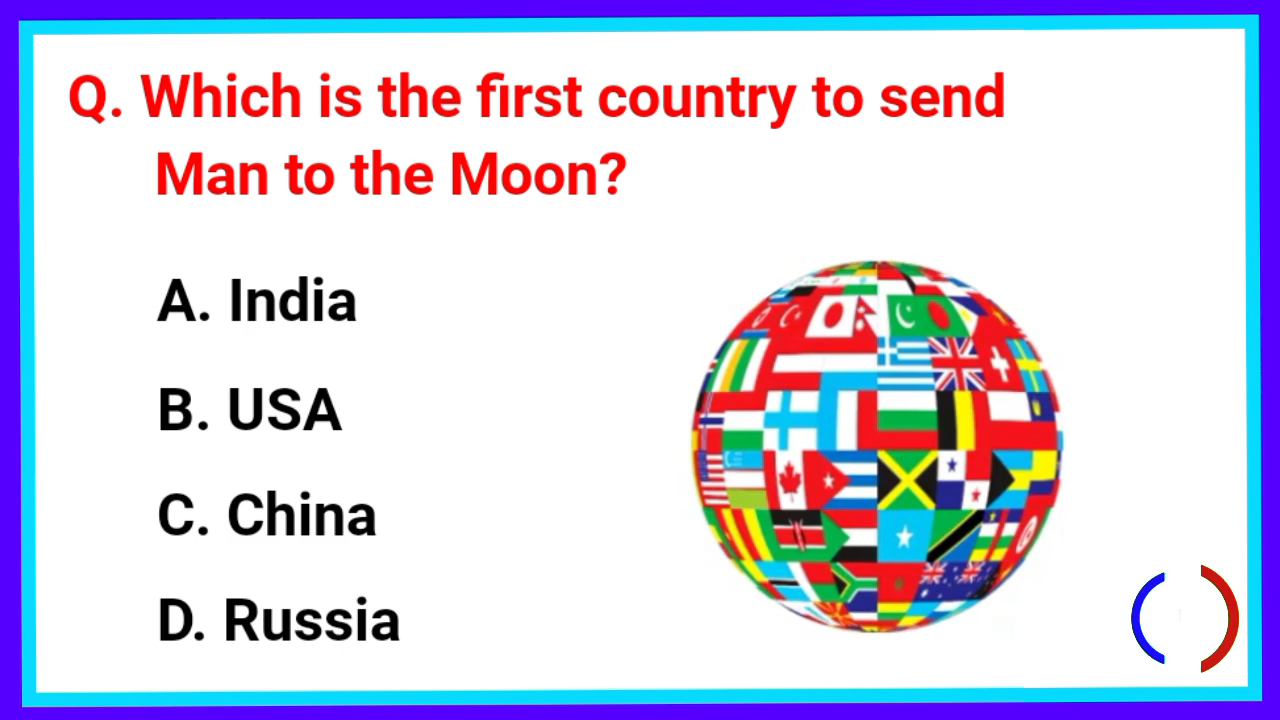 Q. Which is the first country to send
Man to the Moon?
A. India
B. USA
C. China
D. Russia